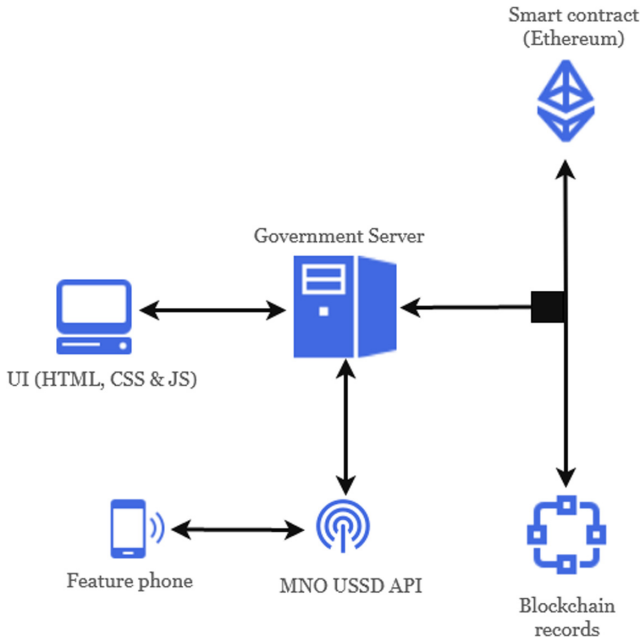 Smart contract
(Ethereum)
Government Server
UI (HTML, CSS & JS)
Feature phone
MNO USSD API
Blockchain
records